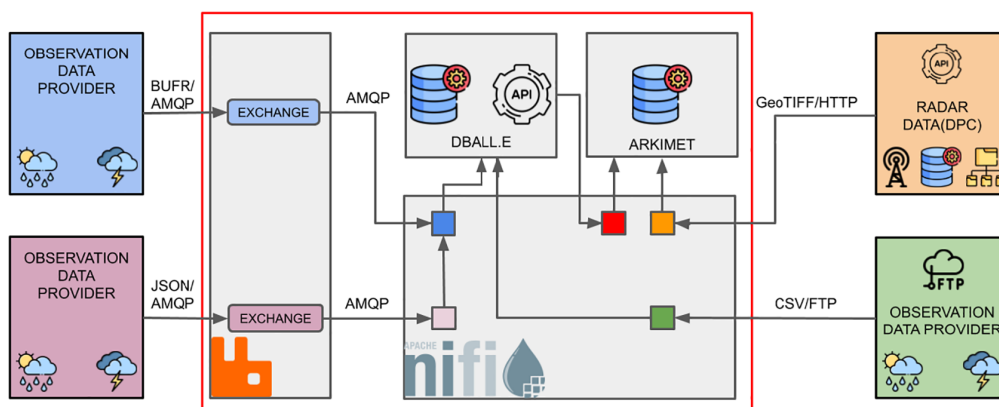 OBSERVATION
DATA
PROVIDER
BUFR/
AMQP
EXCHANGE
AMQP
API
DBALL.E
ARKIMET
GeoTIFF/HTTP
API
RADAR
DATA(DPC)
OBSERVATION
DATA
PROVIDER
JSON/
AMQP
EXCHANGE
AMQP
APACHE
nifi
CSV/FTP
FTP
OBSERVATION
DATA PROVIDER